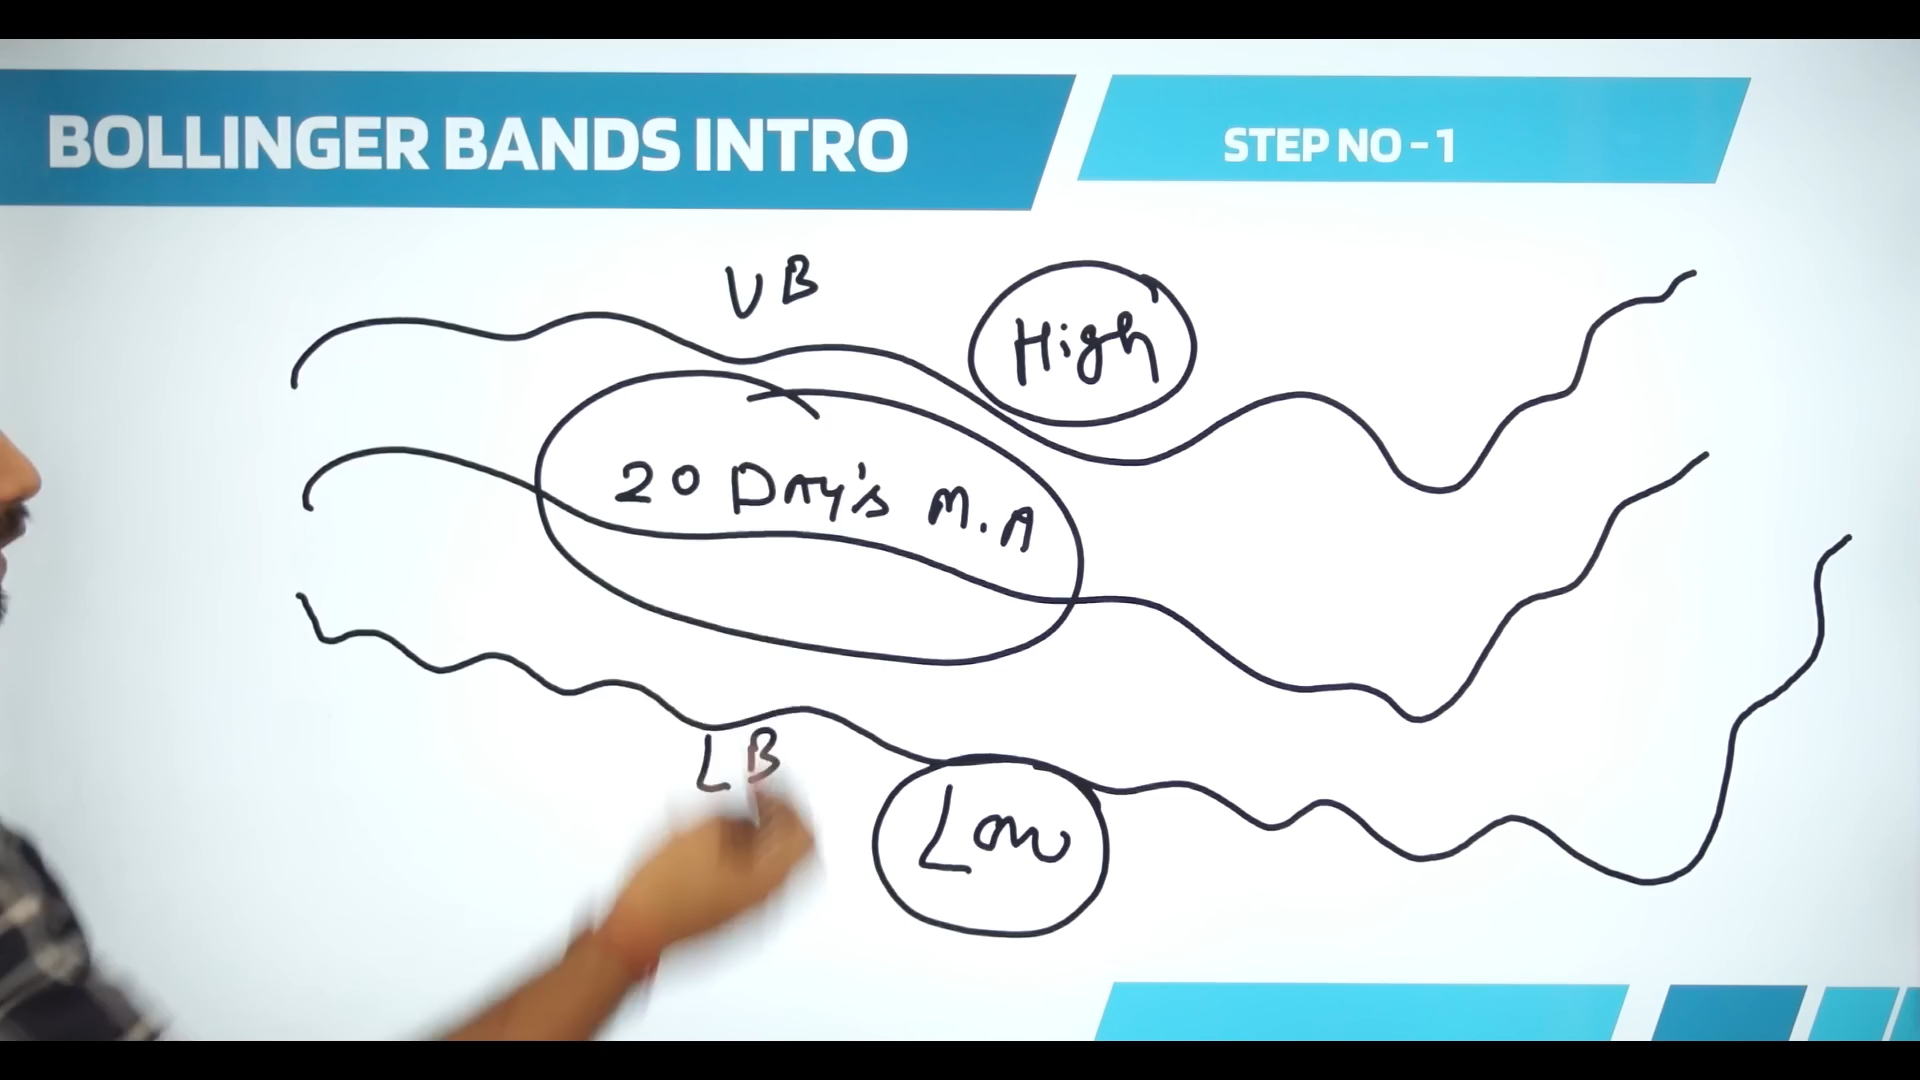 BOLLINGER BANDS INTRO
STEP NO - 1
UB
High
20 DAY's M.A
LB
Low